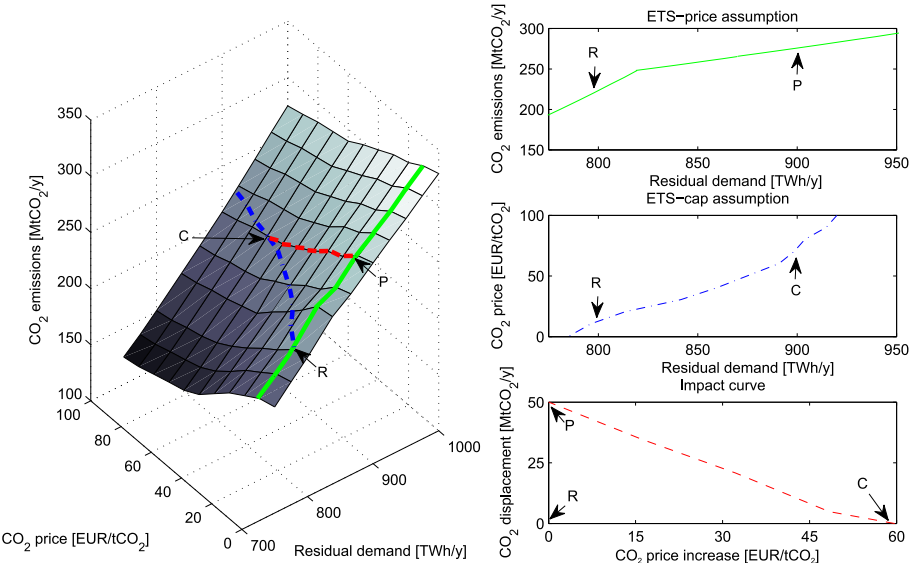 350
300
250
200
150
100
CO2 emissions [MtCO2/y]
C
P
R
100
80
60
40
20
0
CO2 price [EUR/tCO2]
700
800
900
1000
Residual demand [TWh/y]
ETS−price assumption
300
250
200
150
CO2 emissions [MtCO2/y]
R
P
800
850
900
950
Residual demand [TWh/y]
ETS−cap assumption
100
50
0
CO2 price [EUR/tCO2]
R
C
800
850
900
950
Residual demand [TWh/y]
Impact curve
50
25
0
CO2 displacement [MtCO2/y]
P
R
C
0
15
30
45
60
CO2 price increase [EUR/tCO2]